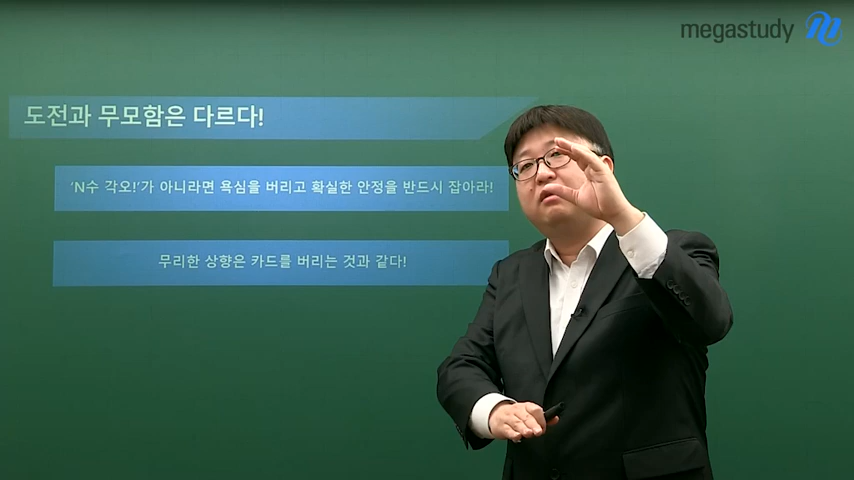 megastudy
도전과 무모함은 다르다!
'N수 각오!'가 아니라면 욕심을 버리고 확실한 안정을 반드시 잡아라!
무리한 상향은 카드를 버리는 것과 같다!